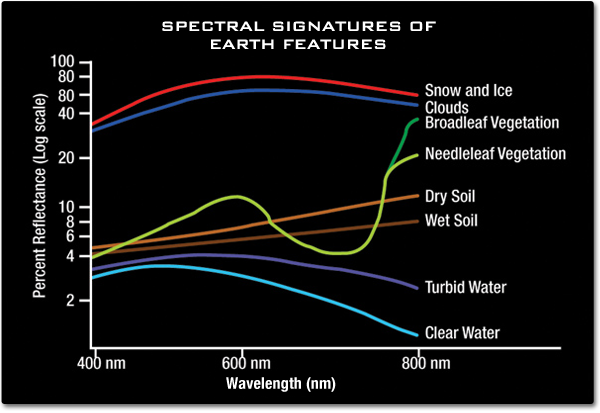 SPECTRAL SIGNATURES OF
EARTH FEATURES
Percent Reflectance (Log scale)
100
80
80
40
20
10
8
6
4
2
Snow and Ice
Clouds
Broadleaf Vegetation
Needleleaf Vegetation
Dry Soil
Wet Soil
Turbid Water
Clear Water
400 nm
600 nm
800 nm
Wavelength (nm)